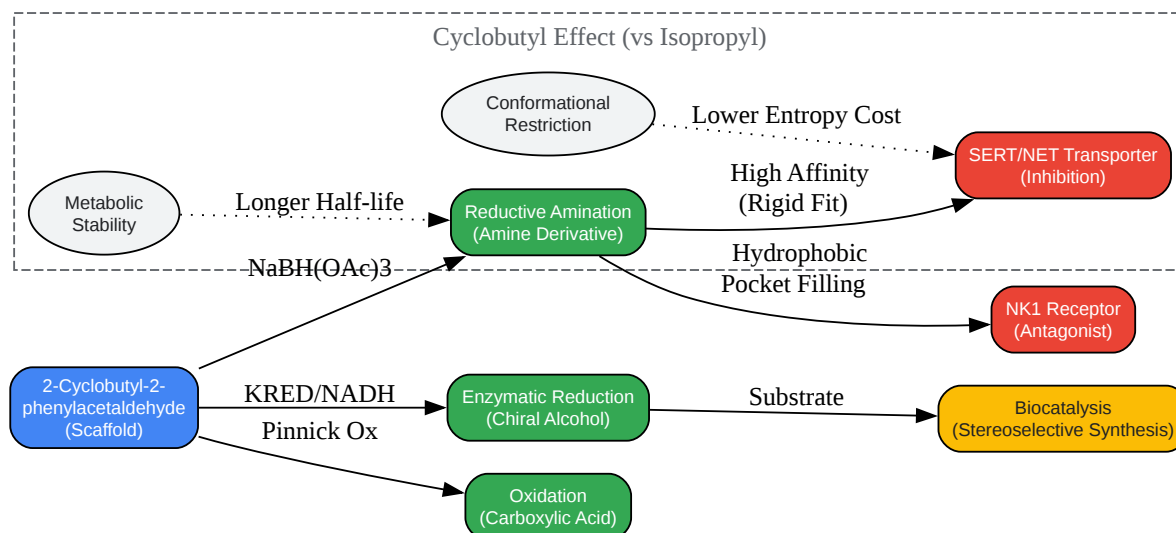 Cyclobutyl Effect (vs Isopropyl)
Conformational
Restriction
Lower Entropy Cost
SERT/NET Transporter
(Inhibition)
High Affinity
(Rigid Fit)
Metabolic
Stability
Longer Half-life
Reductive Amination
(Amine Derivative)
NaBH(OAc)3
Hydrophobic
Pocket Filling
NK1 Receptor
(Antagonist)
2-Cyclobutyl-2-
phenylacetaldehyde
(Scaffold)
KRED/NADH
Enzymatic Reduction
(Chiral Alcohol)
Substrate
Biocatalysis
(Stereoselective Synthesis)
Pinnick Ox
Oxidation
(Carboxylic Acid)